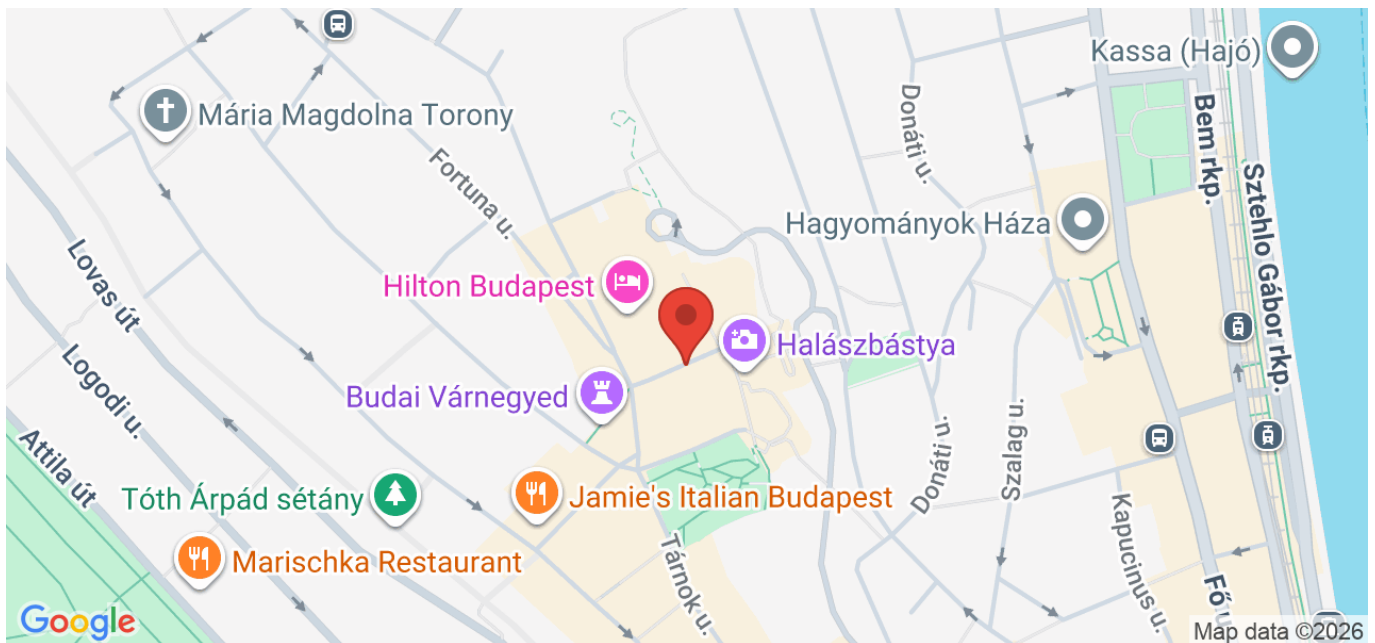 Kassa (Hajó)
Mária Magdolna Torony
Donáti u.
Bem rkp.
Fortuna u.
Sztehlo Gábor rkp.
Hagyományok Háza
Lovas út
Hilton Budapest
Halászbástya
Logodi u.
Budai Várnegyed
Attila út
Donáti u.
Szalag u.
Tóth Árpád sétány
Jamie's Italian Budapest
Marischka Restaurant
Tárnok u.
Kapucinus u.
Fő u.
Google
Map data ©2026